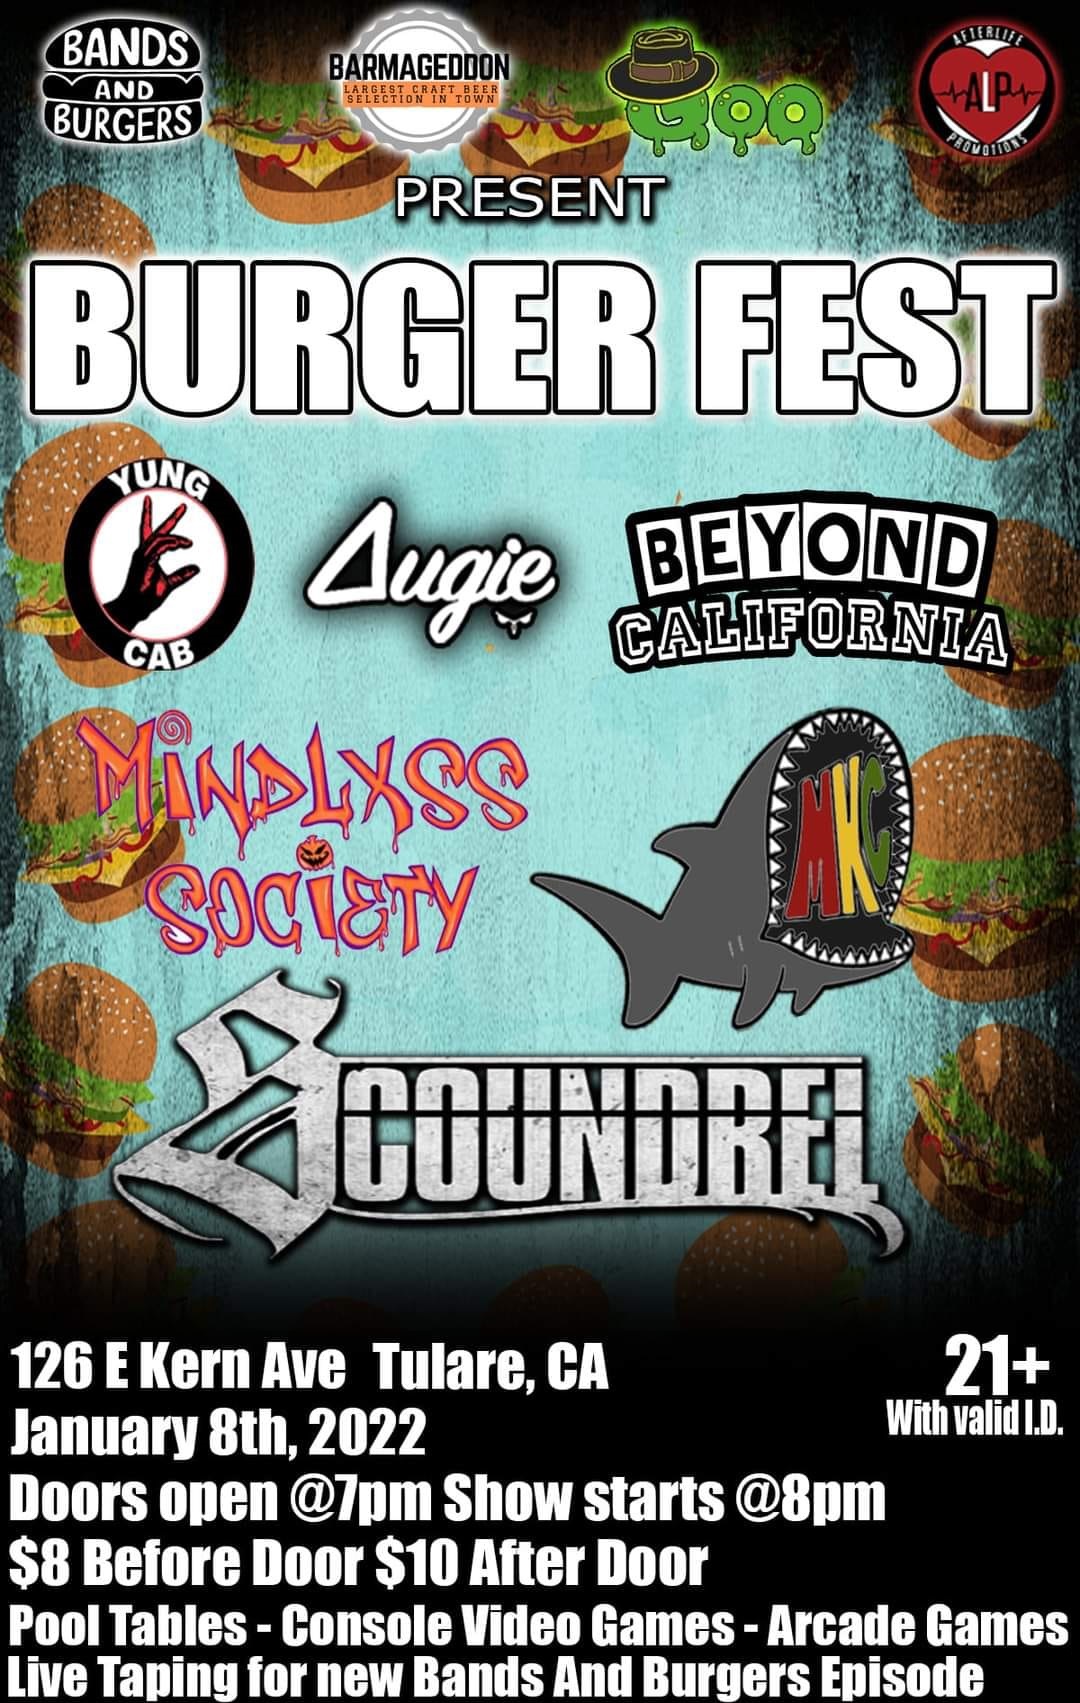 BANDS
AND
BURGERS
BARMAGEDDON
LARGEST CRAFT BEER
SELECTION IN TOWN
Goo
AFTERLIFE
ALP
PROMOTIONS
PRESENT
BURGER FEST
YUNG
CAB
Augie
BEYOND
CALIFORNIA
MiNDLXSS
SOCiETY
MKC
SCOUNDREL
126 E Kern Ave Tulare, CA
21+
With valid I.D.
January 8th, 2022
Doors open @7pm Show starts @8pm
$8 Before Door $10 After Door
Pool Tables - Console Video Games - Arcade Games
Live Taping for new Bands And Burgers Episode